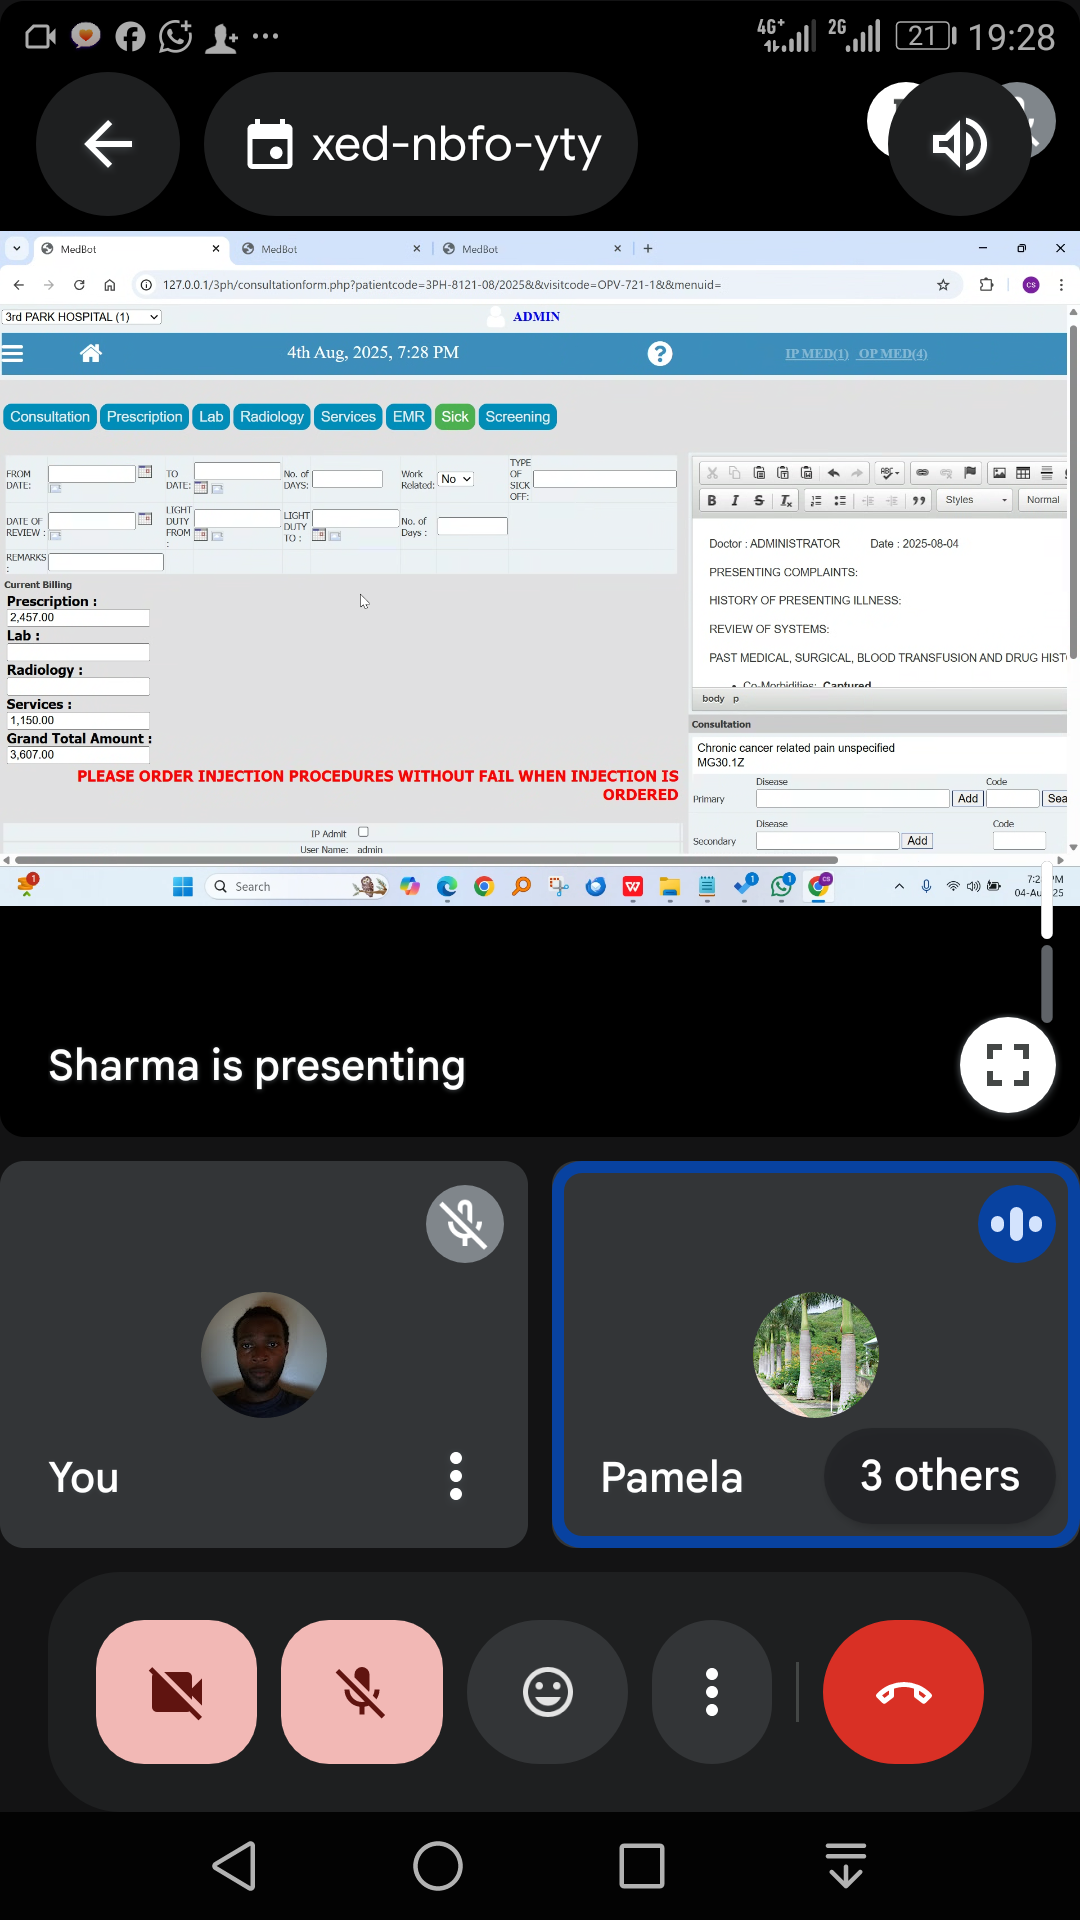 4G+ 2G 21 19:28
xed-nbfo-yty
MedBot MedBot MedBot
127.0.0.1/3ph/consultationform.php?patientcode=3PH-8121-08/2025&&visitcode=OPV-721-1&&menuid=
CS
3rd PARK HOSPITAL (1) ADMIN
4th Aug, 2025, 7:28 PM ? IP MED(1) OP MED(4)
Consultation Prescription Lab Radiology Services EMR Sick Screening
FROM DATE: TO DATE: No. of DAYS: Work Related: No TYPE OF SICK OFF:
DATE OF REVIEW : LIGHT DUTY FROM : LIGHT DUTY TO : No. of Days :
REMARKS :
Current Billing
Prescription :
2,457.00
Lab :
Radiology :
Services :
1,150.00
Grand Total Amount :
3,607.00
PLEASE ORDER INJECTION PROCEDURES WITHOUT FAIL WHEN INJECTION IS
ORDERED
IP Admit
User Name: admin
ABC
B I S Tx Styles Normal
Doctor : ADMINISTRATOR Date : 2025-08-04
PRESENTING COMPLAINTS:
HISTORY OF PRESENTING ILLNESS:
REVIEW OF SYSTEMS:
PAST MEDICAL, SURGICAL, BLOOD TRANSFUSION AND DRUG HIST
• Co-Morbidities: Captured
body p
Consultation
Chronic cancer related pain unspecified
MG30.1Z
Disease Code
Primary Add Sea
Disease Code
Secondary Add
1 Search 1 1 CS
04-Au 25
Sharma is presenting
You
Pamela
3 others